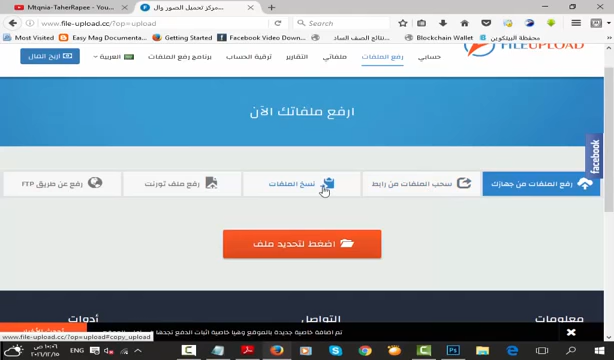 Mtqnia-TaherRapee - You...
مركز تحميل الصور وال...
www.file-upload.cc/?op=upload
Search
Most Visited
Easy Mag Documenta...
Getting Started
Facebook Video Down...
نتائج الصف الساد...
Blockchain Wallet
محفظة البيتكوين
FILEUPLOAD
حسابي
رفع الملفات
ملفاتي
التقارير
ترقية الحساب
برنامج رفع الملفات
العربية
اربح المال
ارفع ملفاتك الآن
facebook
رفع الملفات من جهازك
سحب الملفات من رابط
نسخ الملفات
رفع ملف تورنت
رفع عن طريق FTP
اضغط لتحديد ملف
معلومات
التواصل
أدوات
تم اضافة خاصية جديدة بالموقع وهيا خاصية اثبات الدفع تجدها
www.file-upload.cc/?op=upload#copy_upload
ENG